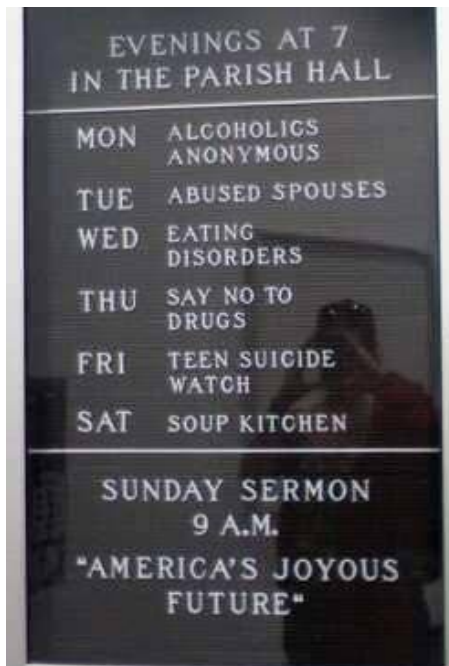 EVENINGS AT 7
IN THE PARISH HALL
MON ALCOHOLICS
ANONYMOUS
TUE ABUSED SPOUSES
WED EATING
DISORDERS
THU SAY NO TO
DRUGS
FRI TEEN SUICIDE
WATCH
SAT SOUP KITCHEN
SUNDAY SERMON
9 A.M.
"AMERICA'S JOYOUS
FUTURE"